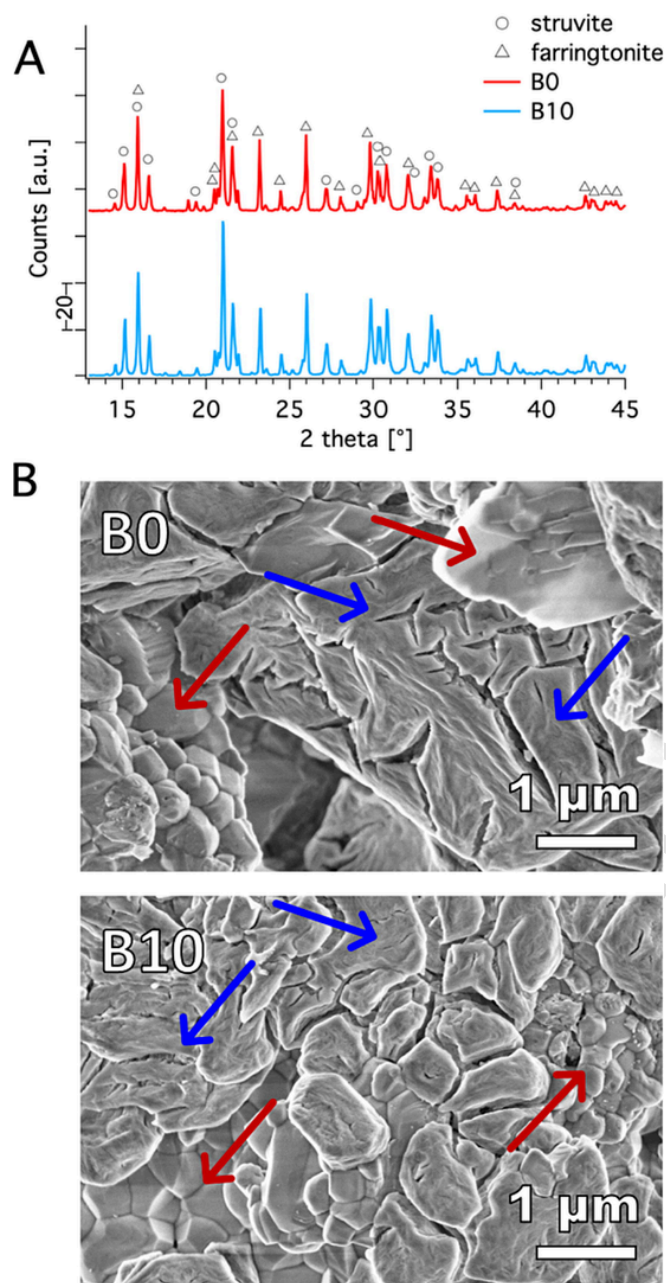 A
struvite
farringtonite
B0
B10
Counts [a.u.]
20
15 20 25 30 35 40 45
2 theta [°]
B
B0
1 µm
B10
1 µm